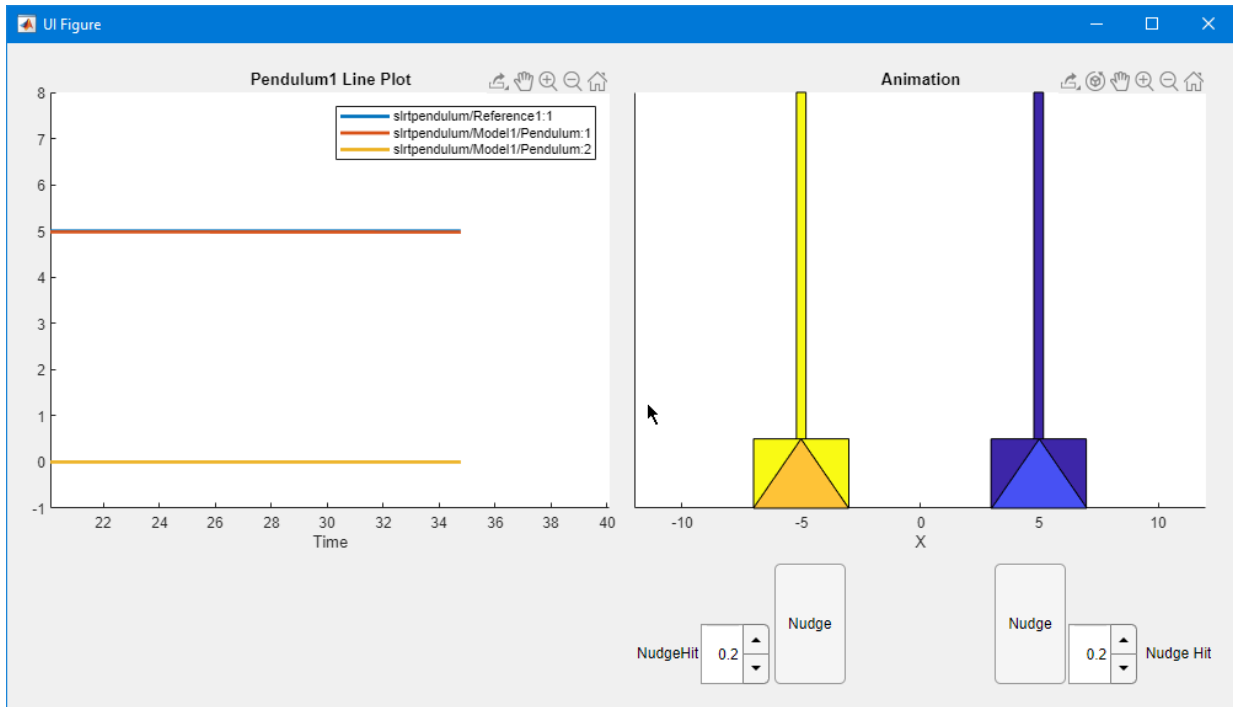 UI Figure
Pendulum1 Line Plot
slrtpendulum/Reference1:1
slrtpendulum/Model1/Pendulum:1
slrtpendulum/Model1/Pendulum:2
8
7
6
5
4
3
2
1
0
-1
22 24 26 28 30 32 34 36 38 40
Time
Animation
-10 -5 0 5 10
X
NudgeHit 0.2 Nudge
Nudge 0.2 Nudge Hit